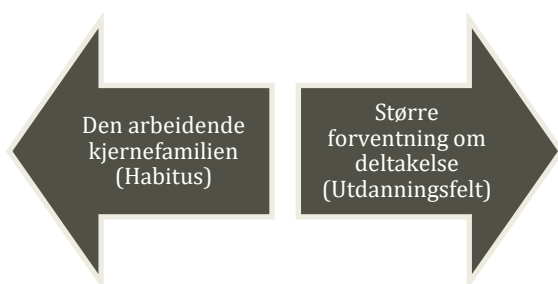 Den arbeidende
kjernefamilien
(Habitus)
Større
forventning om
deltakelse
(Utdanningsfelt)